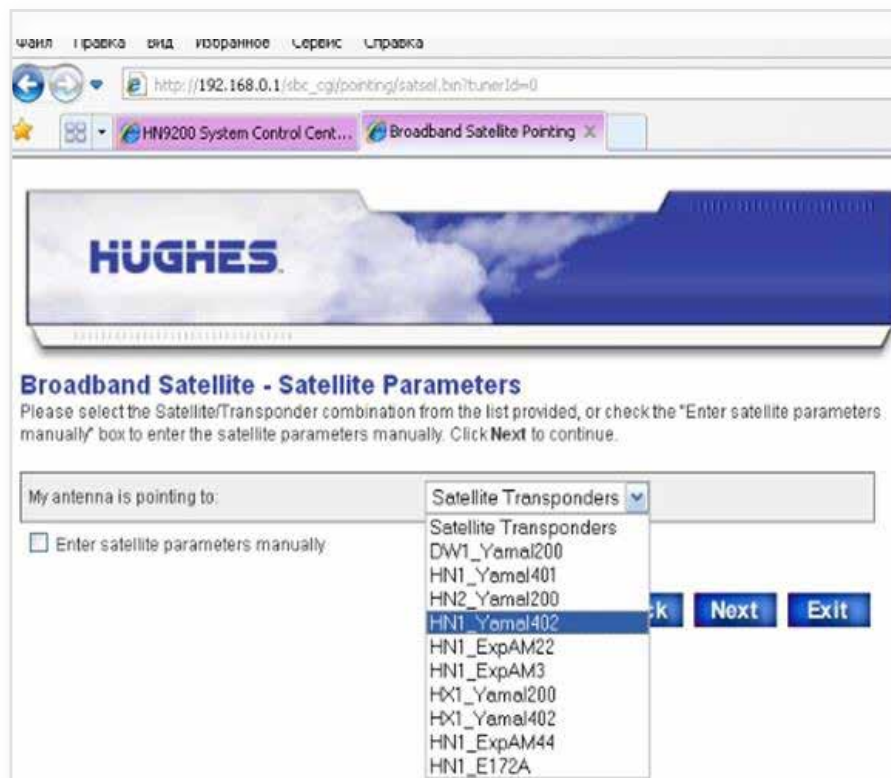 Файл Правка Вид Избранное Сервис Справка
http://192.168.0.1/sbc_cgi/pointing/satsel.bin?tunerId=0
HN9200 System Control Cent... Broadband Satellite Pointing
HUGHES.
Broadband Satellite - Satellite Parameters
Please select the Satellite/Transponder combination from the list provided, or check the "Enter satellite parameters
manually" box to enter the satellite parameters manually. Click Next to continue.
My antenna is pointing to: Satellite Transponders
Enter satellite parameters manually
Satellite Transponders
DW1_Yamal200
HN1_Yamal401
HN2_Yamal200
HN1_Yamal402
HN1_ExpAM22
HN1_ExpAM3
HX1_Yamal200
HX1_Yamal402
HN1_ExpAM44
HN1_E172A
ck Next Exit